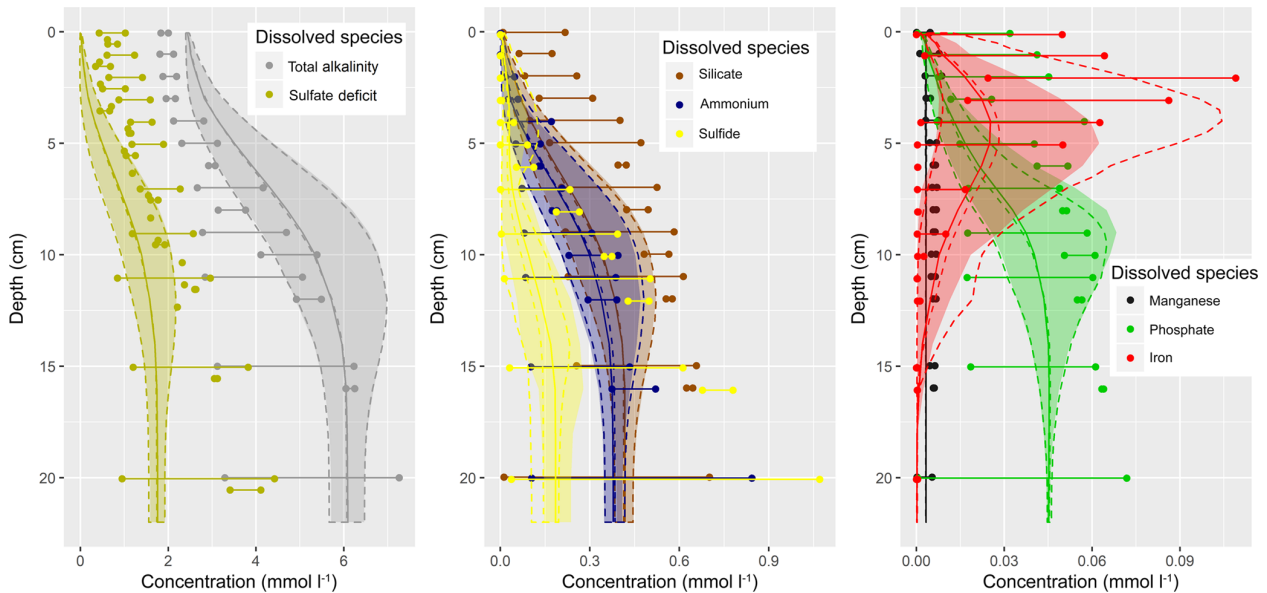 Dissolved species
Total alkalinity
Sulfate deficit
0
5
10
15
20
Depth (cm)
0
2
4
6
Concentration (mmol l-1)
Dissolved species
Silicate
Ammonium
Sulfide
0
5
10
15
20
Depth (cm)
0.0
0.3
0.6
0.9
Concentration (mmol l-1)
Dissolved species
Manganese
Phosphate
Iron
0
5
10
15
20
Depth (cm)
0.00
0.03
0.06
0.09
Concentration (mmol l-1)